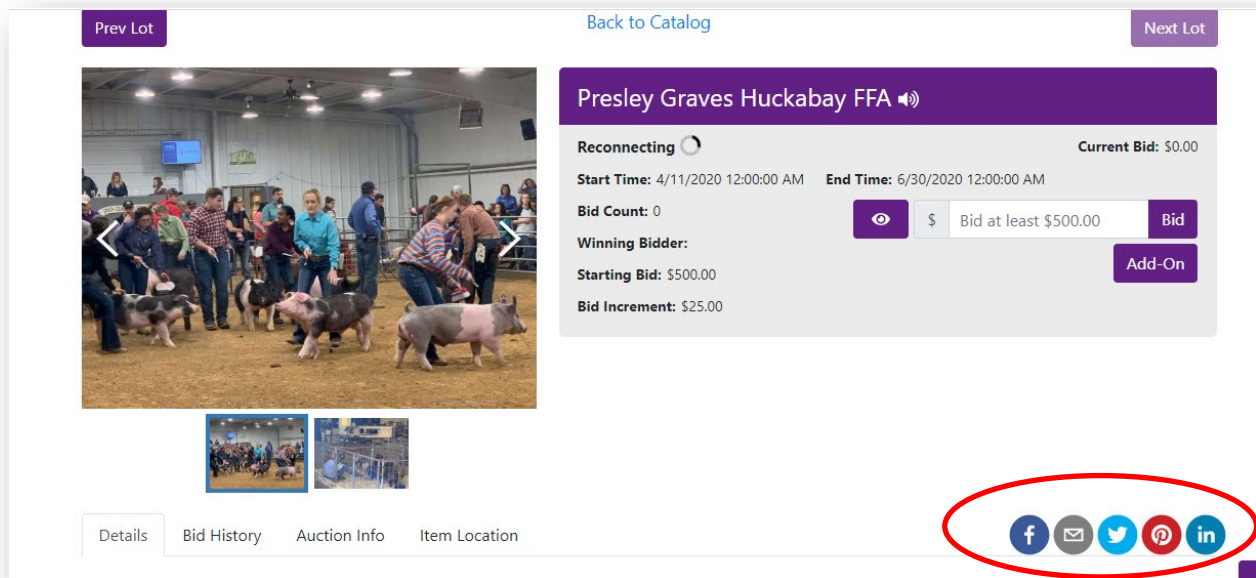 Prev Lot
Back to Catalog
Next Lot
Presley Graves Huckabay FFA
Reconnecting
Current Bid: $0.00
Start Time: 4/11/2020 12:00:00 AM End Time: 6/30/2020 12:00:00 AM
Bid Count: 0
$ Bid at least $500.00 Bid
Winning Bidder:
Add-On
Starting Bid: $500.00
Bid Increment: $25.00
Details Bid History Auction Info Item Location
f in